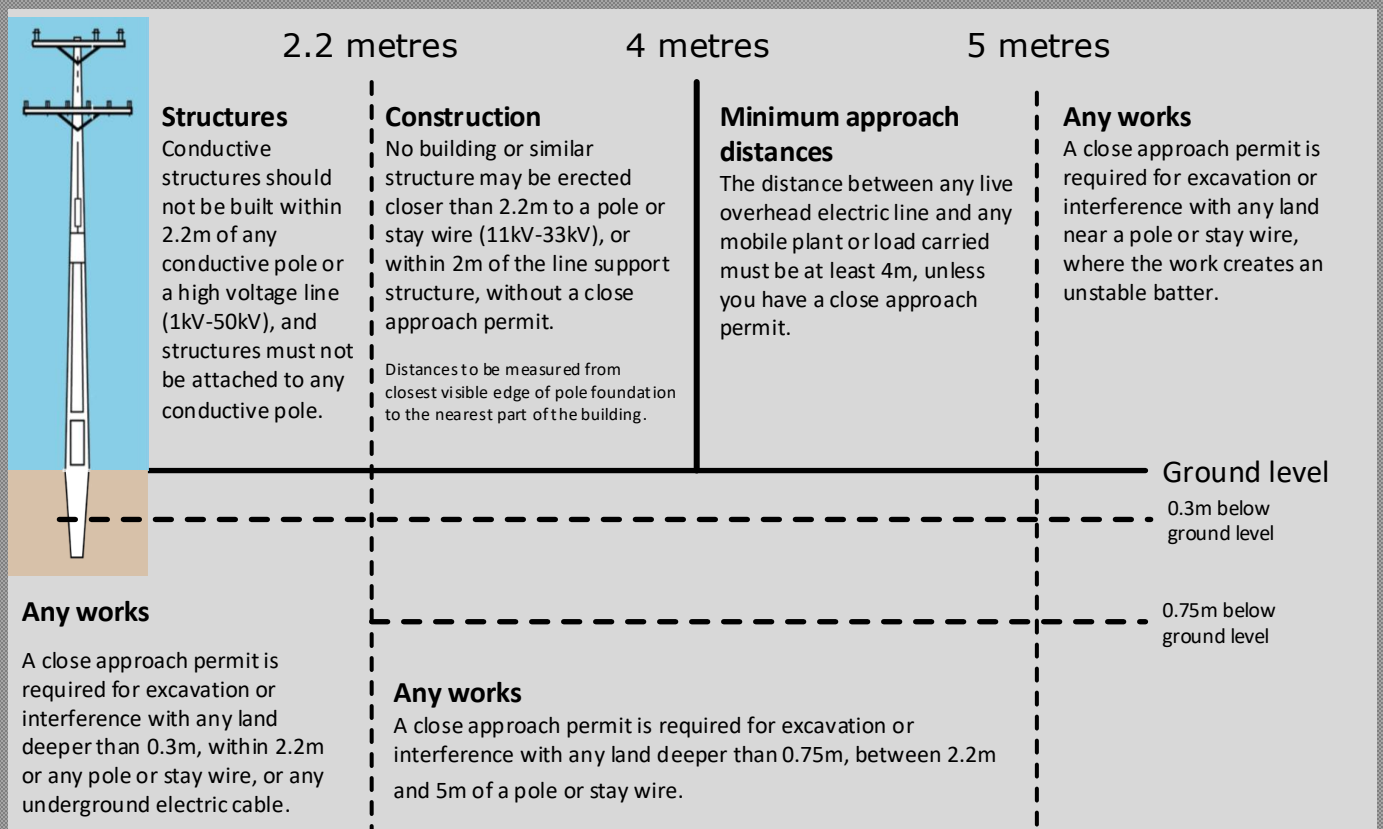 2.2 metres
4 metres
5 metres
Structures
Conductive
structures should
not be built within
2.2m of any
conductive pole or
a high voltage line
(1kV-50kV), and
structures must not
be attached to any
conductive pole.
Construction
No building or similar
structure may be erected
closer than 2.2m to a pole or
stay wire (11kV-33kV), or
within 2m of the line support
structure, without a close
approach permit.
Distances to be measured from
closest visible edge of pole foundation
to the nearest part of the building.
Minimum approach
distances
The distance between any live
overhead electric line and any
mobile plant or load carried
must be at least 4m, unless
you have a close approach
permit.
Any works
A close approach permit is
required for excavation or
interference with any land
near a pole or stay wire,
where the work creates an
unstable batter.
Ground level
0.3m below
ground level
0.75m below
ground level
Any works
A close approach permit is
required for excavation or
interference with any land
deeper than 0.3m, within 2.2m
or any pole or stay wire, or any
underground electric cable.
Any works
A close approach permit is required for excavation or
interference with any land deeper than 0.75m, between 2.2m
and 5m of a pole or stay wire.